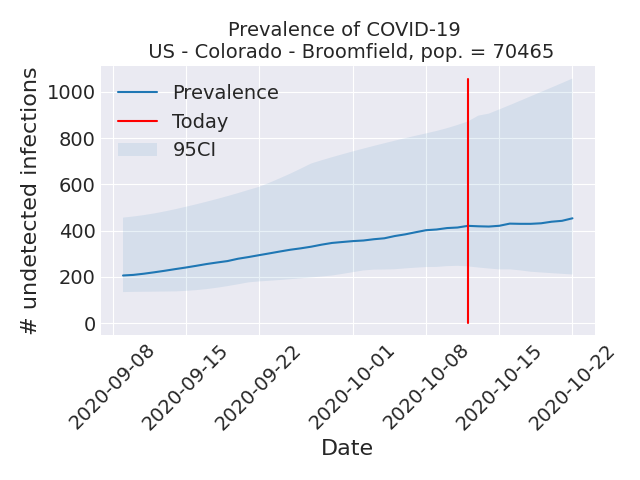 Prevalence of COVID-19
US - Colorado - Broomfield, pop. = 70465
# undetected infections
1000
800
600
400
200
0
Prevalence
Today
95CI
2020-09-08
2020-09-15
2020-09-22
2020-10-01
2020-10-08
2020-10-15
2020-10-22
Date